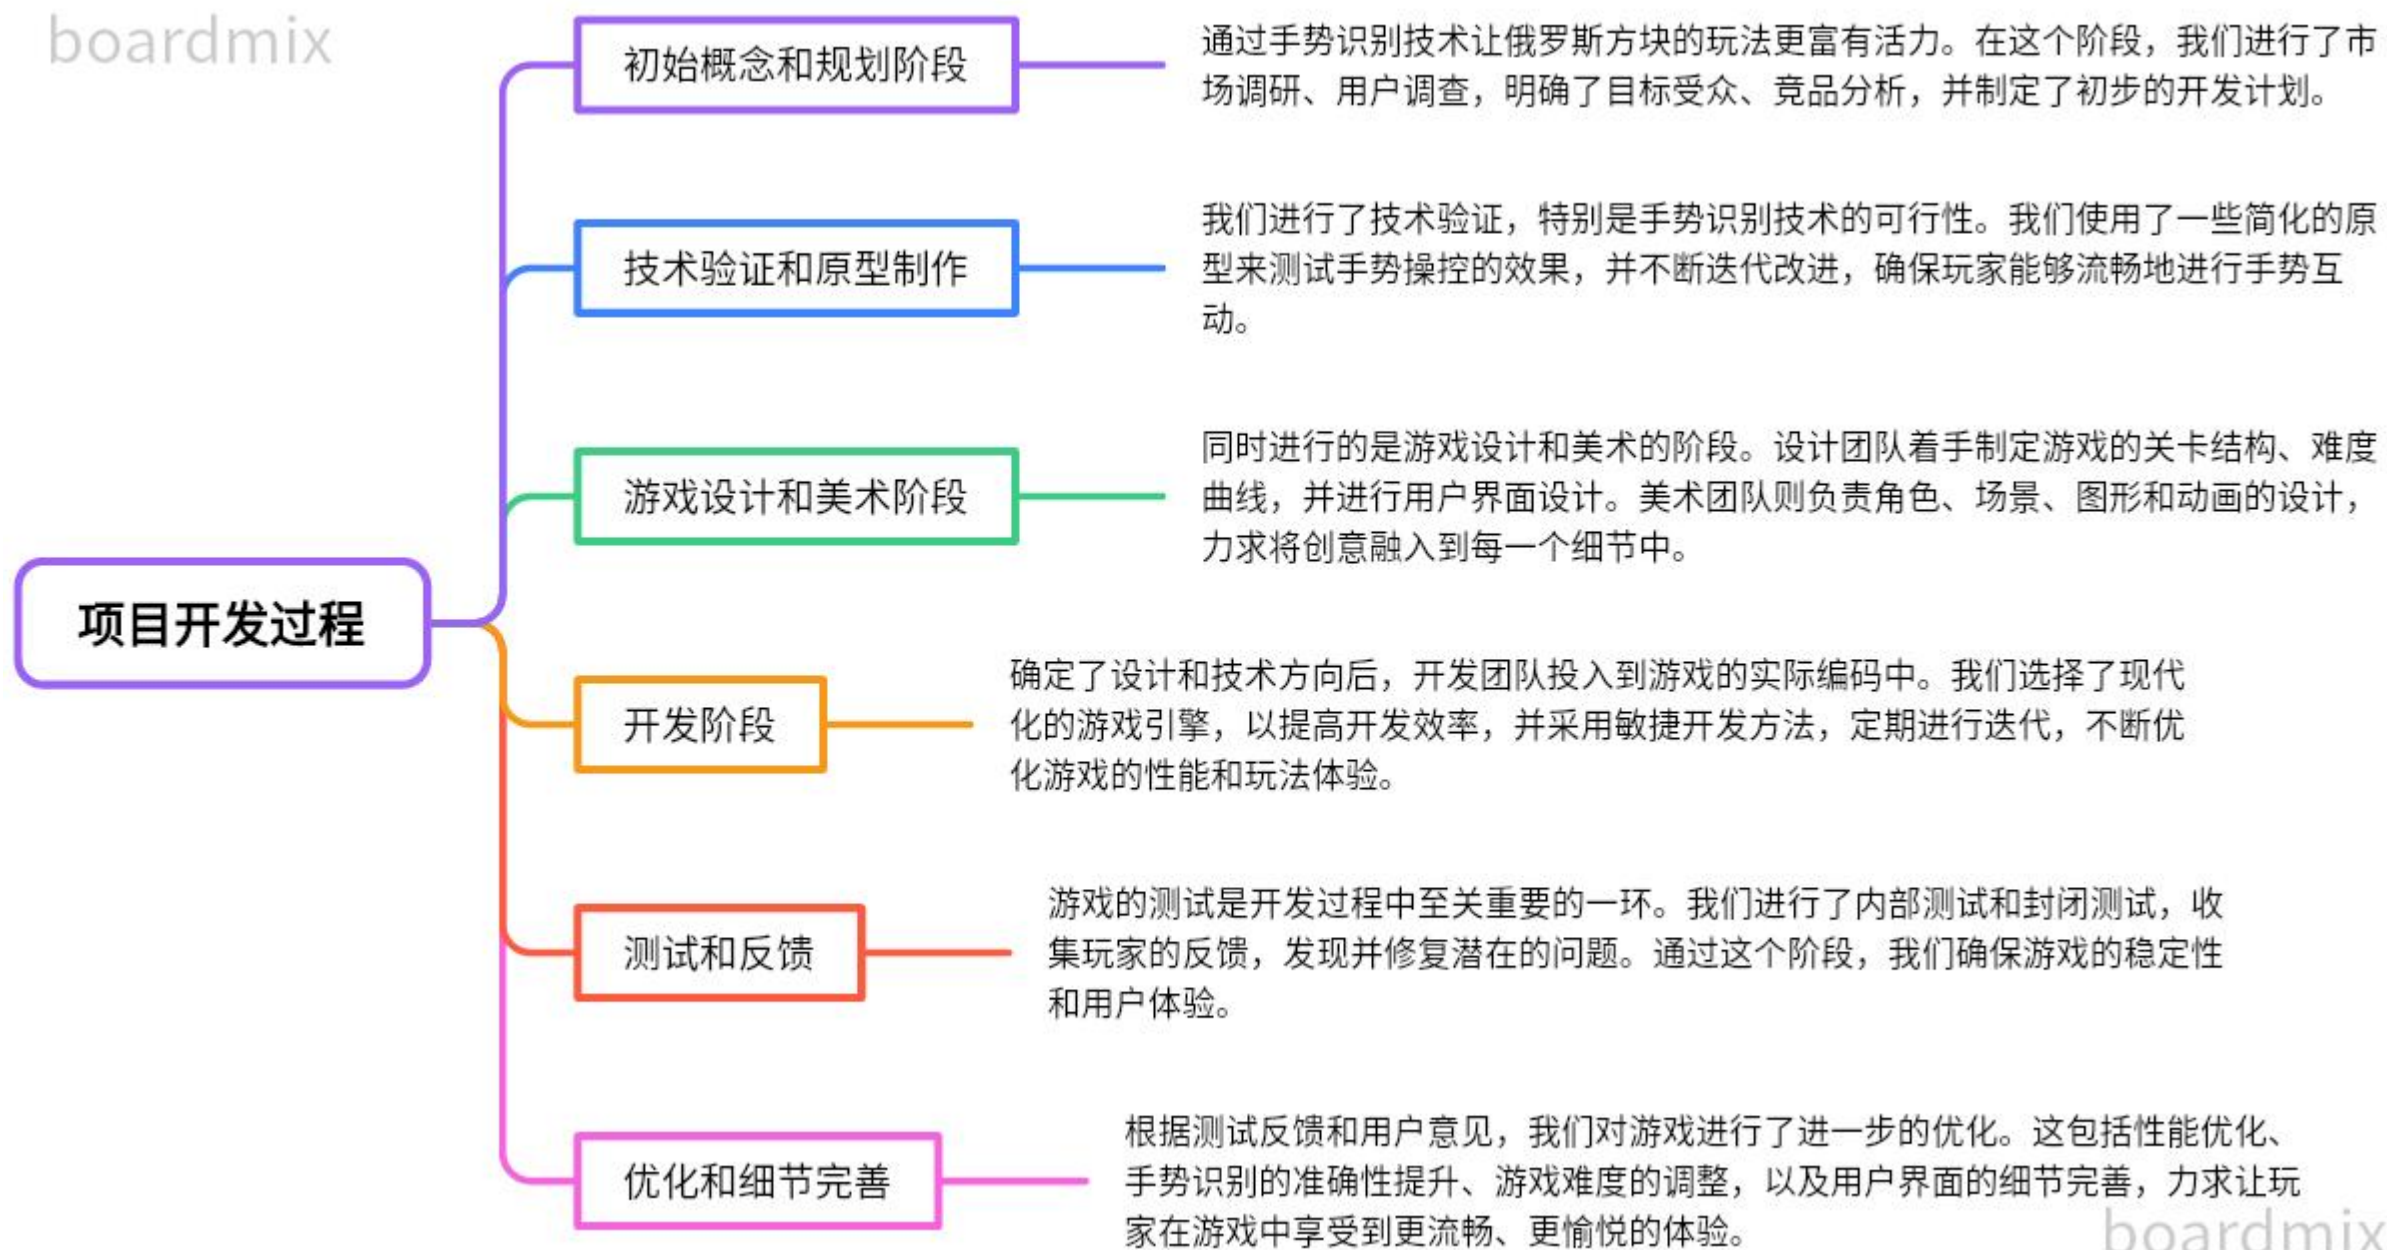 boardmix
初始概念和规划阶段
通过手势识别技术让俄罗斯方块的玩法更富有活力。在这个阶段，我们进行了市
场调研、用户调查，明确了目标受众、竞品分析，并制定了初步的开发计划。
技术验证和原型制作
我们进行了技术验证，特别是手势识别技术的可行性。我们使用了一些简化的原
型来测试手势操控的效果，并不断迭代改进，确保玩家能够流畅地进行手势互
动。
游戏设计和美术阶段
同时进行的是游戏设计和美术的阶段。设计团队着手制定游戏的关卡结构、难度
曲线，并进行用户界面设计。美术团队则负责角色、场景、图形和动画的设计，
力求将创意融入到每一个细节中。
项目开发过程
开发阶段
确定了设计和技术方向后，开发团队投入到游戏的实际编码中。我们选择了现代
化的游戏引擎，以提高开发效率，并采用敏捷开发方法，定期进行迭代，不断优
化游戏的性能和玩法体验。
测试和反馈
游戏的测试是开发过程中至关重要的一环。我们进行了内部测试和封闭测试，收
集玩家的反馈，发现并修复潜在的问题。通过这个阶段，我们确保游戏的稳定性
和用户体验。
优化和细节完善
根据测试反馈和用户意见，我们对游戏进行了进一步的优化。这包括性能优化、
手势识别的准确性提升、游戏难度的调整，以及用户界面的细节完善，力求让玩
家在游戏中享受到更流畅、更愉悦的体验。
boardmix